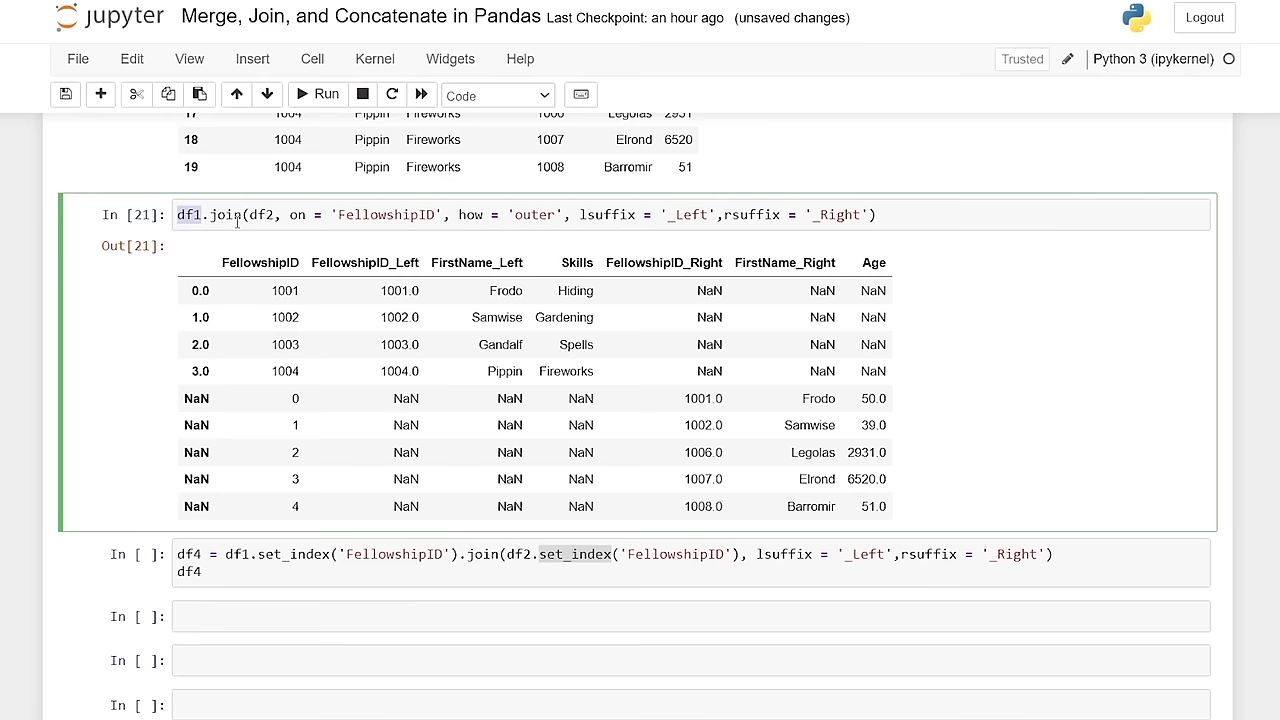 jupyter Merge, Join, and Concatenate in Pandas Last Checkpoint: an hour ago (unsaved changes) Logout
File Edit View Insert Cell Kernel Widgets Help Trusted Python 3 (ipykernel)
Run Code
17 1004 Pippin Fireworks 1006 Legolas 2931
18 1004 Pippin Fireworks 1007 Elrond 6520
19 1004 Pippin Fireworks 1008 Barromir 51
In [21]: df1.join(df2, on = 'FellowshipID', how = 'outer', lsuffix = '_Left',rsuffix = '_Right')
Out[21]:
FellowshipID FellowshipID_Left FirstName_Left Skills FellowshipID_Right FirstName_Right Age
0.0 1001 1001.0 Frodo Hiding NaN NaN NaN
1.0 1002 1002.0 Samwise Gardening NaN NaN NaN
2.0 1003 1003.0 Gandalf Spells NaN NaN NaN
3.0 1004 1004.0 Pippin Fireworks NaN NaN NaN
NaN 0 NaN NaN NaN 1001.0 Frodo 50.0
NaN 1 NaN NaN NaN 1002.0 Samwise 39.0
NaN 2 NaN NaN NaN 1006.0 Legolas 2931.0
NaN 3 NaN NaN NaN 1007.0 Elrond 6520.0
NaN 4 NaN NaN NaN 1008.0 Barromir 51.0
In [ ]: df4 = df1.set_index('FellowshipID').join(df2.set_index('FellowshipID'), lsuffix = '_Left',rsuffix = '_Right')
df4
In [ ]:
In [ ]:
In [ ]: